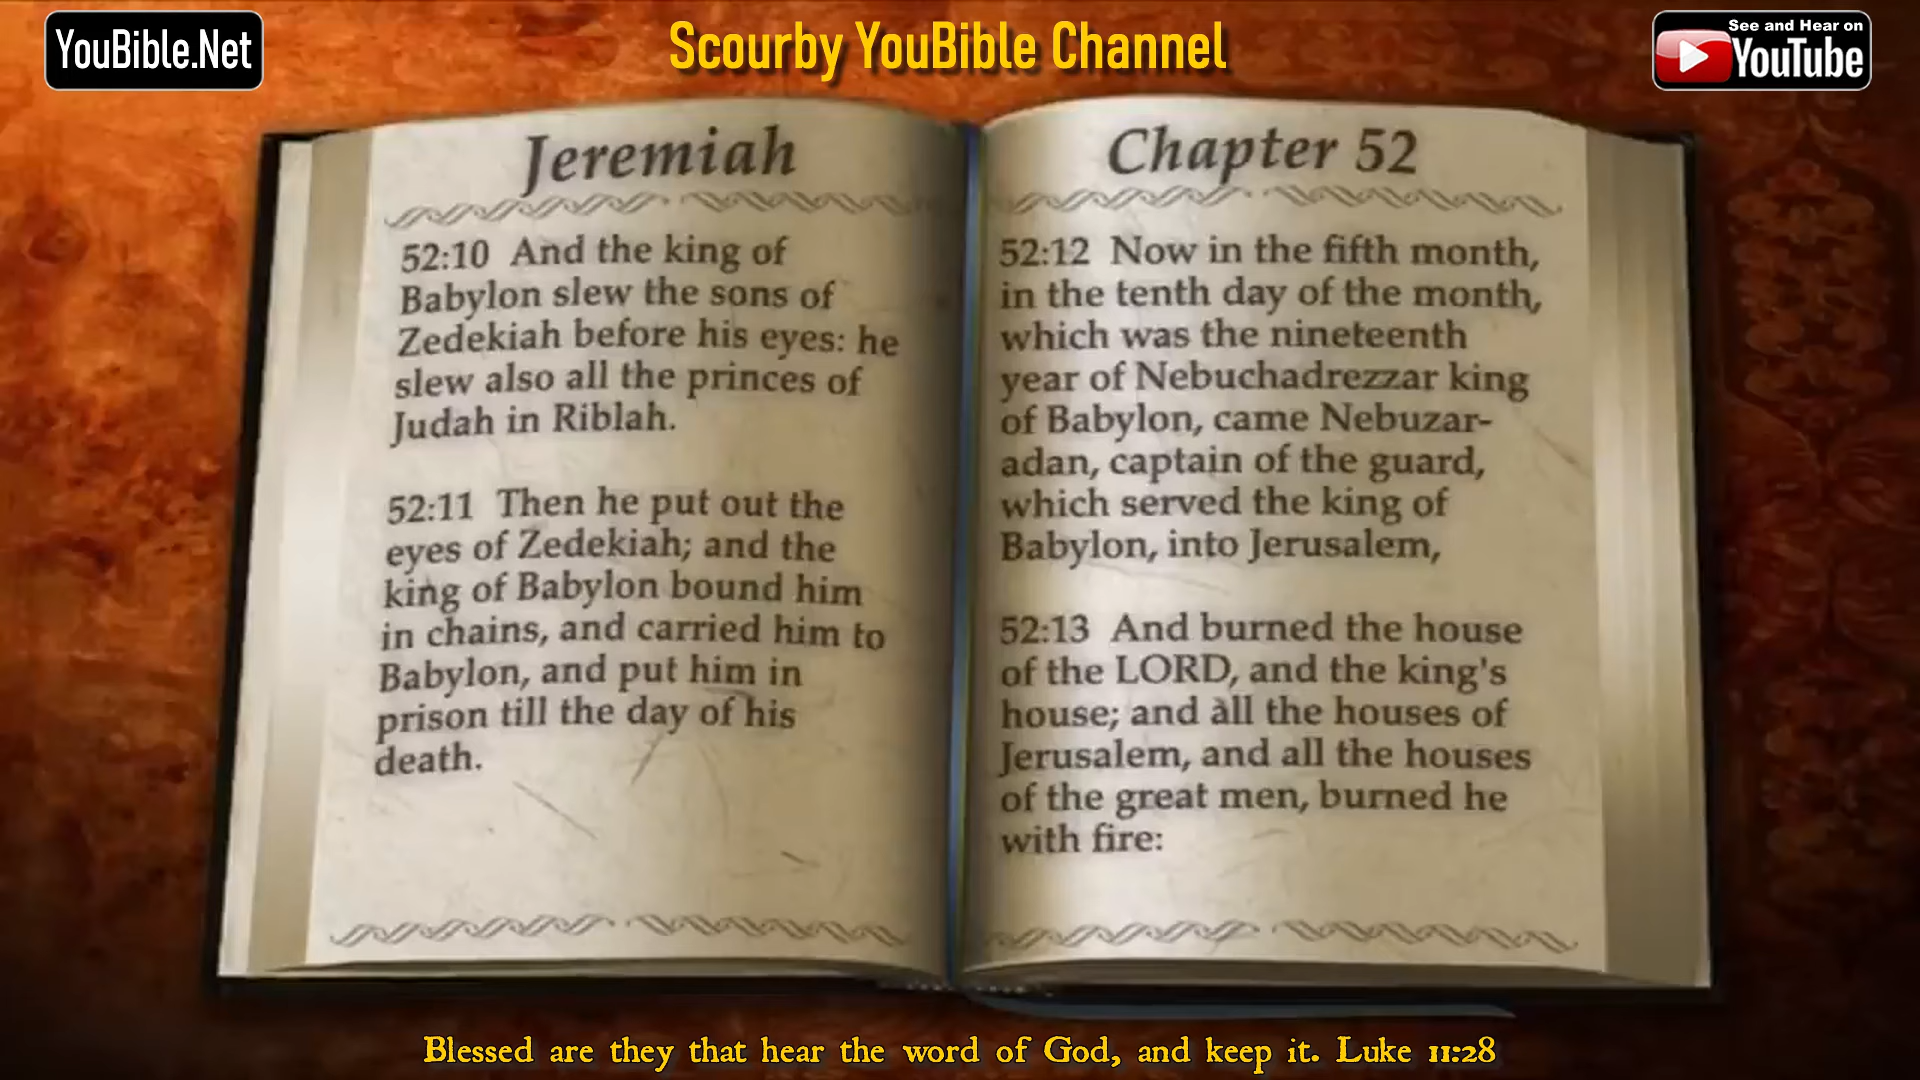 YouBible.Net
Scourby YouBible Channel
See and Hear on
YouTube
Jeremiah
52:10 And the king of
Babylon slew the sons of
Zedekiah before his eyes: he
slew also all the princes of
Judah in Riblah.
52:11 Then he put out the
eyes of Zedekiah; and the
king of Babylon bound him
in chains, and carried him to
Babylon, and put him in
prison till the day of his
death.
Chapter 52
52:12 Now in the fifth month,
in the tenth day of the month,
which was the nineteenth
year of Nebuchadrezzar king
of Babylon, came Nebuzar-
adan, captain of the guard,
which served the king of
Babylon, into Jerusalem,
52:13 And burned the house
of the LORD, and the king's
house; and all the houses of
Jerusalem, and all the houses
of the great men, burned he
with fire:
Blessed are they that hear the word of God, and keep it. Luke 11:28